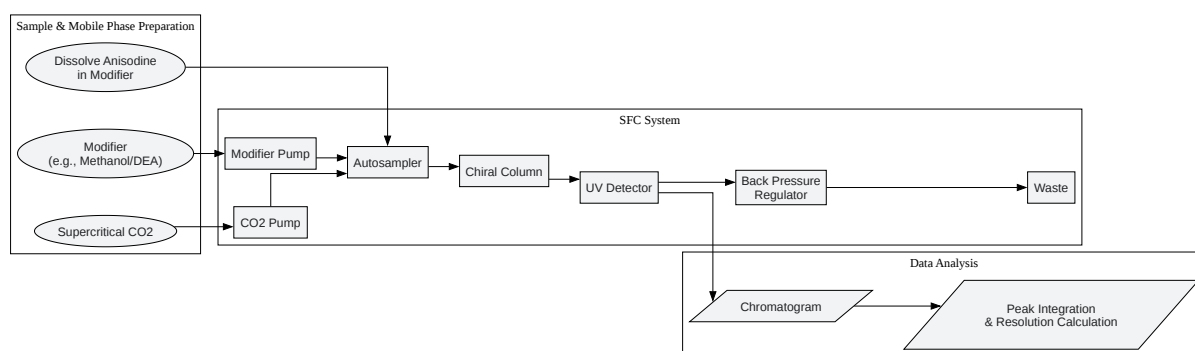 Sample & Mobile Phase Preparation
Dissolve Anisodine
in Modifier
Modifier
(e.g., Methanol/DEA)
Supercritical CO2
SFC System
Modifier Pump
CO2 Pump
Autosampler
Chiral Column
UV Detector
Back Pressure
Regulator
Waste
Data Analysis
Chromatogram
Peak Integration
& Resolution Calculation